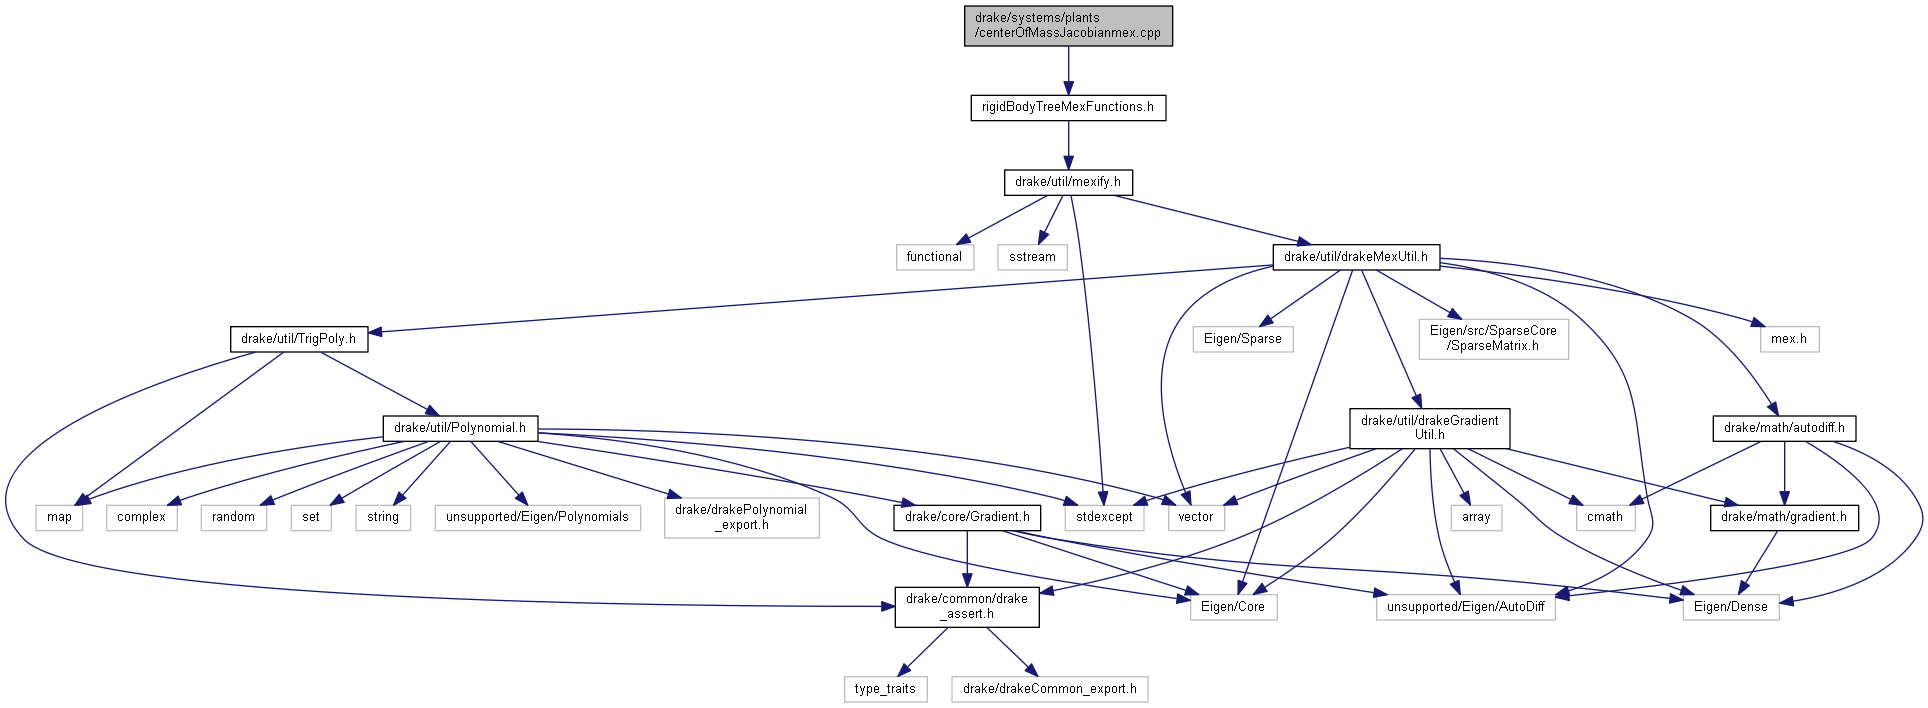 drake/systems/plants
/centerOfMassJacobianmex.cpp
rigidBodyTreeMexFunctions.h
drake/util/mexify.h
functional
sstream
drake/util/drakeMexUtil.h
drake/util/TrigPoly.h
Eigen/Sparse
Eigen/src/SparseCore
/SparseMatrix.h
mex.h
drake/util/Polynomial.h
drake/util/drakeGradient
Util.h
drake/math/autodiff.h
map
complex
random
set
string
unsupported/Eigen/Polynomials
drake/drakePolynomial
_export.h
drake/core/Gradient.h
stdexcept
vector
array
cmath
drake/math/gradient.h
drake/common/drake
_assert.h
Eigen/Core
unsupported/Eigen/AutoDiff
Eigen/Dense
type_traits
drake/drakeCommon_export.h